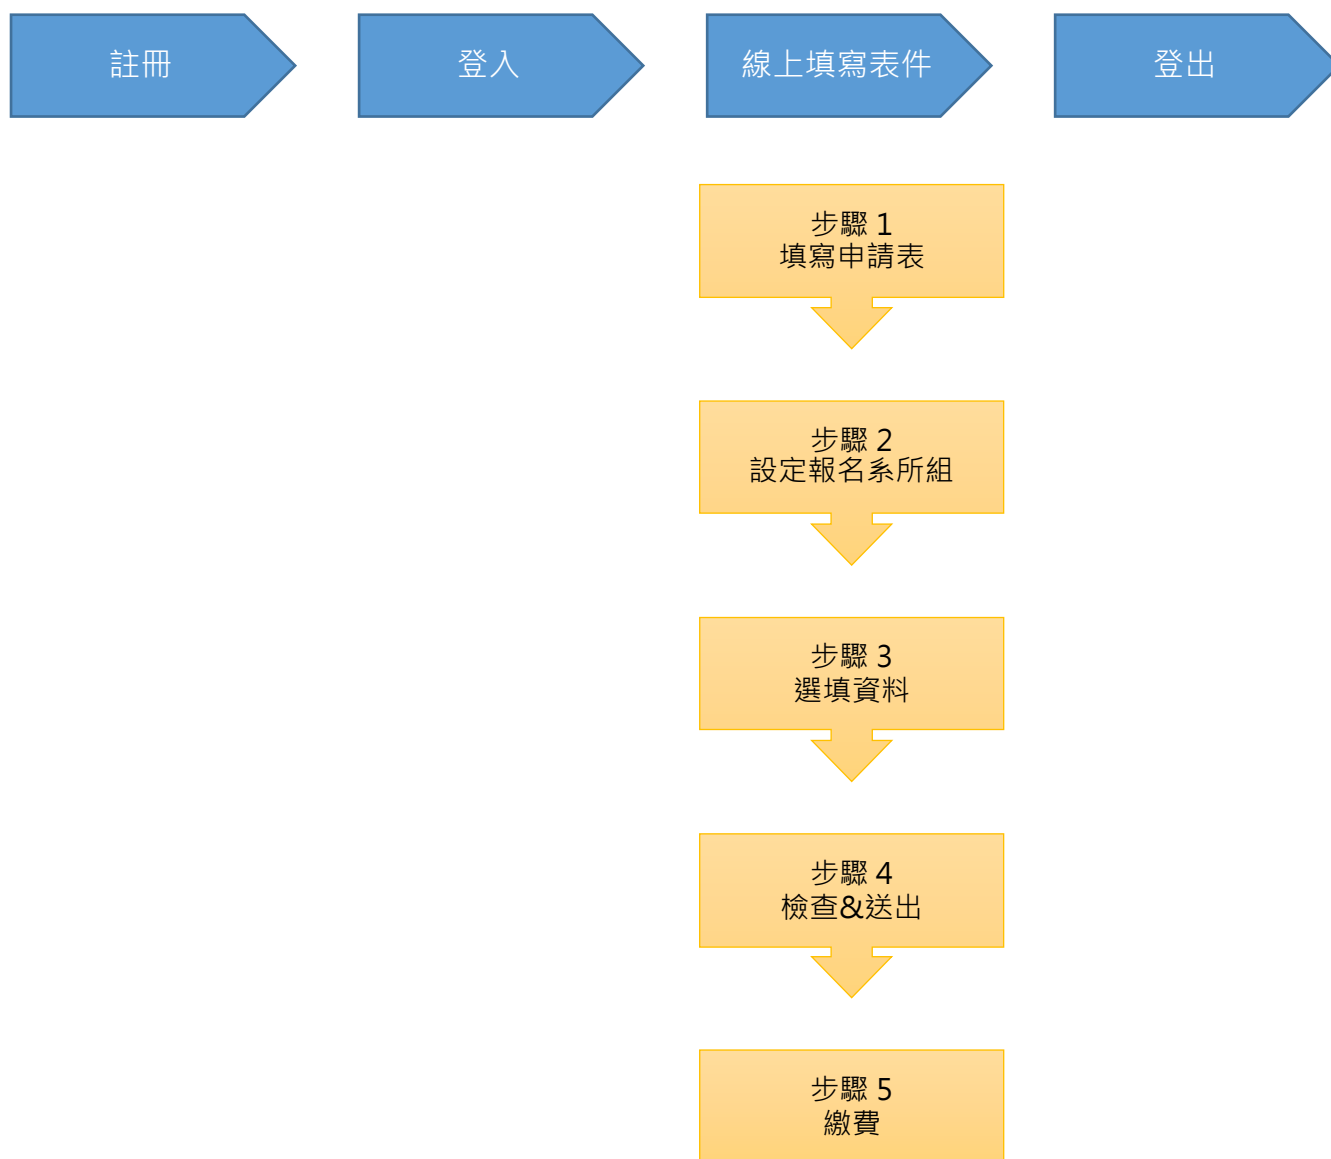 註冊
登入
線上填寫表件
登出
步驟 1
填寫申請表
步驟 2
設定報名系所組
步驟 3
選填資料
步驟 4
檢查&送出
步驟 5
繳費